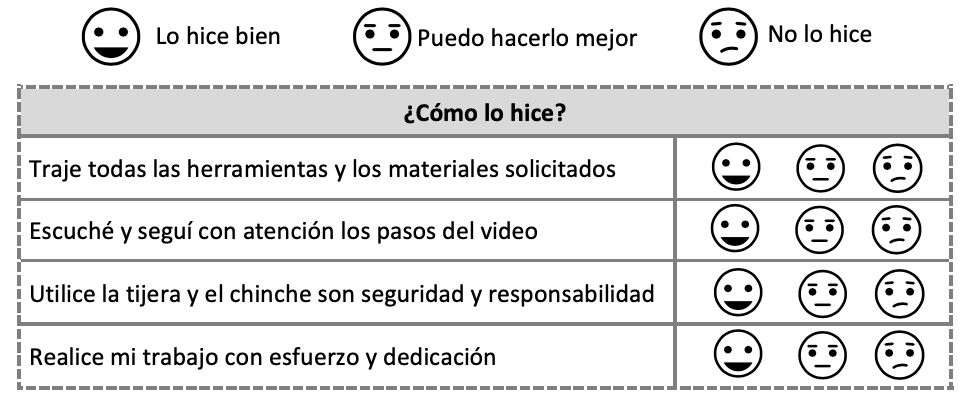 Lo hice bien Puedo hacerlo mejor No lo hice
¿Cómo lo hice?
Traje todas las herramientas y los materiales solicitados
Escuché y seguí con atención los pasos del video
Utilice la tijera y el chinche son seguridad y responsabilidad
Realice mi trabajo con esfuerzo y dedicación